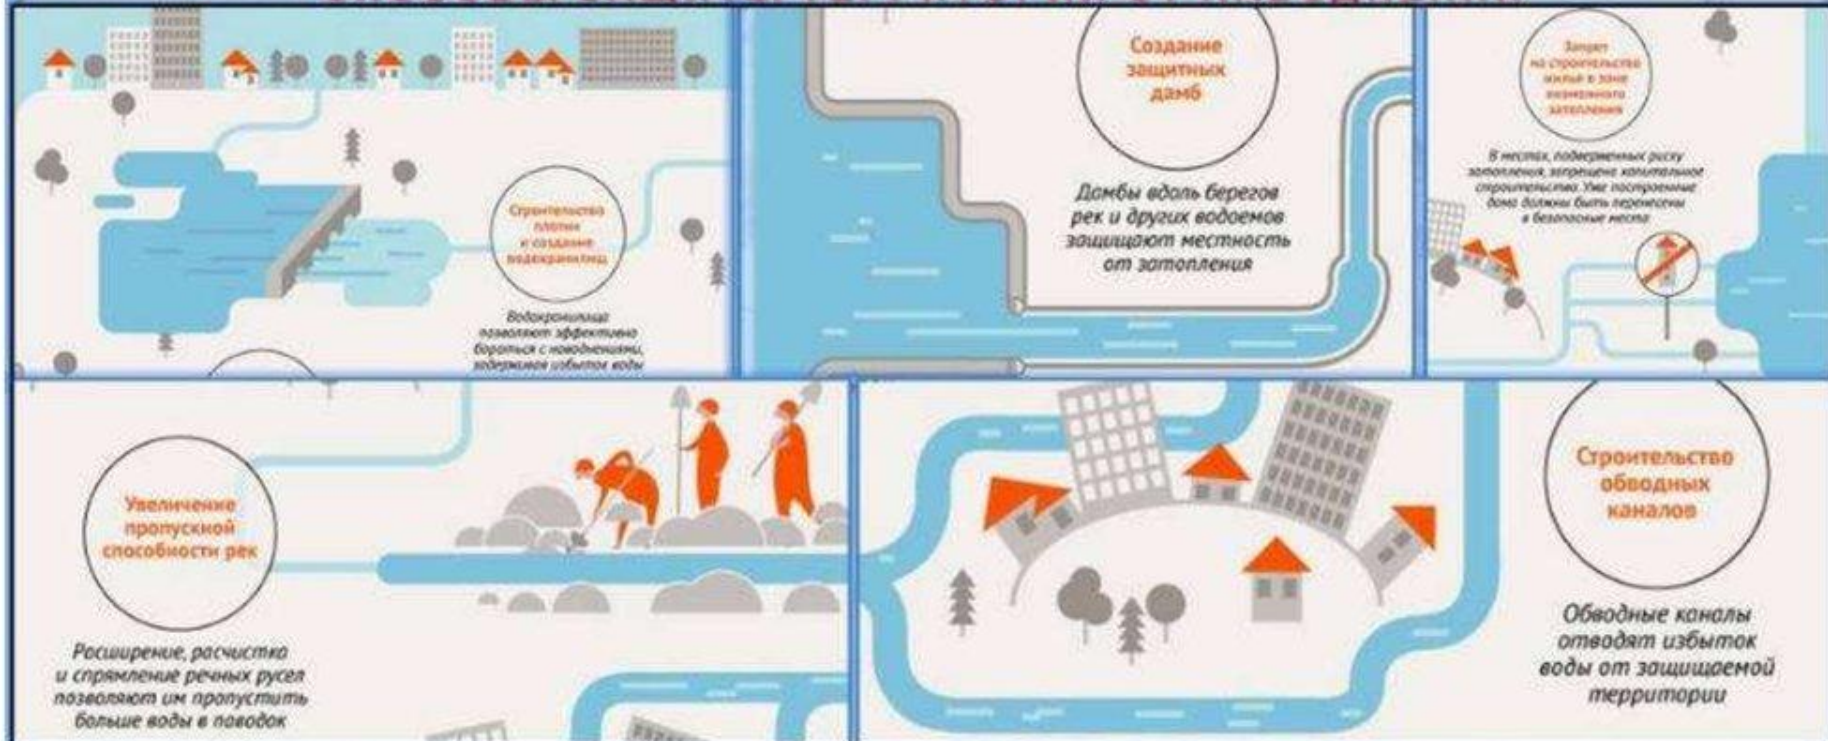 Строительство
плотин
и создание
водохранилищ
Водохранилища
позволяют эффективно
бороться с наводнениями,
задерживая избыток воды
Создание
защитных
дамб
Дамбы вдоль берегов
рек и других водоемов
защищают местность
от затопления
Запрет
на строительство
жилья в зоне
возможного
затопления
В местах, подверженных риску
затопления, запрещено капитальное
строительство. Уже построенные
дома должны быть перенесены
в безопасные места
Увеличение
пропускной
способности рек
Расширение, расчистка
и спрямление речных русел
позволяют им пропустить
больше воды в паводок
Строительство
обводных
каналов
Обводные каналы
отводят избыток
воды от защищаемой
территории